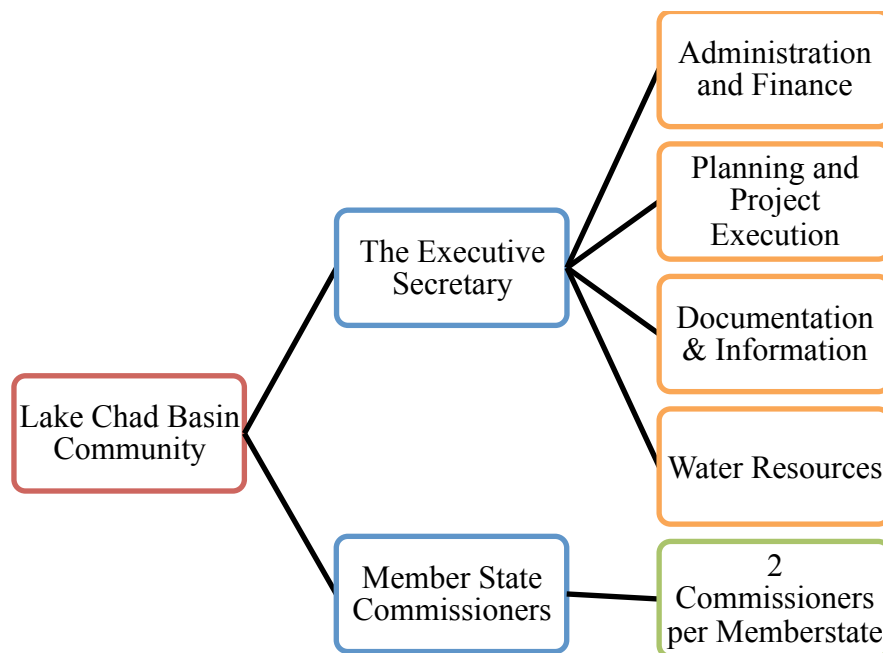 Administration
and Finance
Planning and
Project
Execution
The Executive
Secretary
Documentation
& Information
Lake Chad Basin
Community
Water Resources
Member State
Commissioners
2
Commissioners
per Memberstate